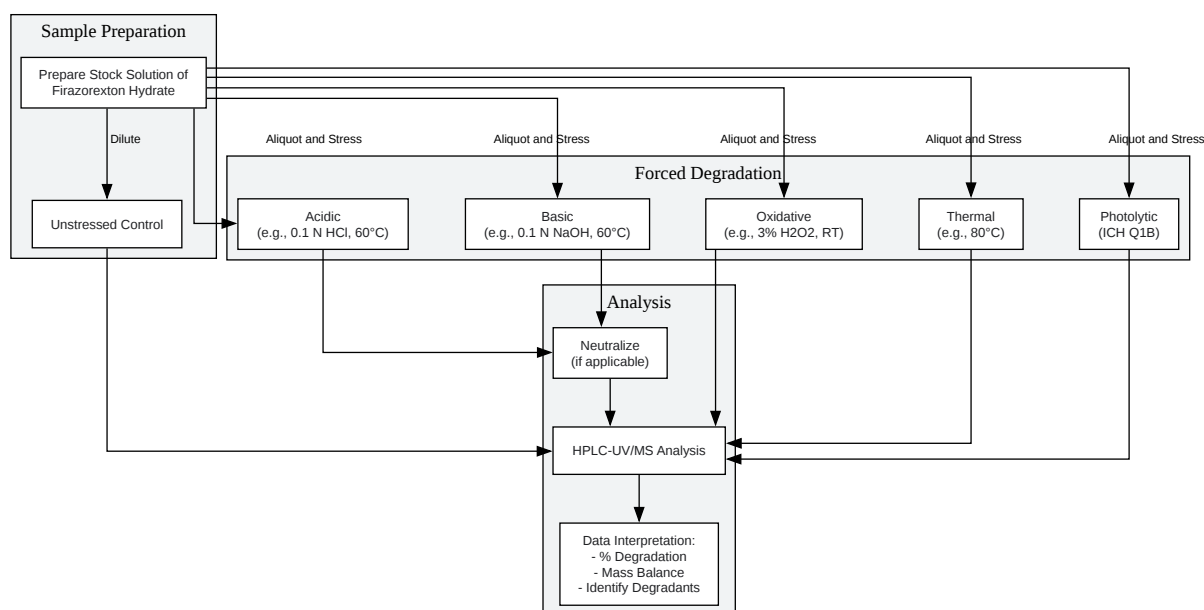 Sample Preparation
Prepare Stock Solution of
Firazorexton Hydrate
Dilute
Aliquot and Stress
Aliquot and Stress
Aliquot and Stress
Aliquot and Stress
Aliquot and Stress
Forced Degradation
Unstressed Control
Acidic
(e.g., 0.1 N HCl, 60°C)
Basic
(e.g., 0.1 N NaOH, 60°C)
Oxidative
(e.g., 3% H2O2, RT)
Thermal
(e.g., 80°C)
Photolytic
(ICH Q1B)
Analysis
Neutralize
(if applicable)
HPLC-UV/MS Analysis
Data Interpretation:
- % Degradation
- Mass Balance
- Identify Degradants